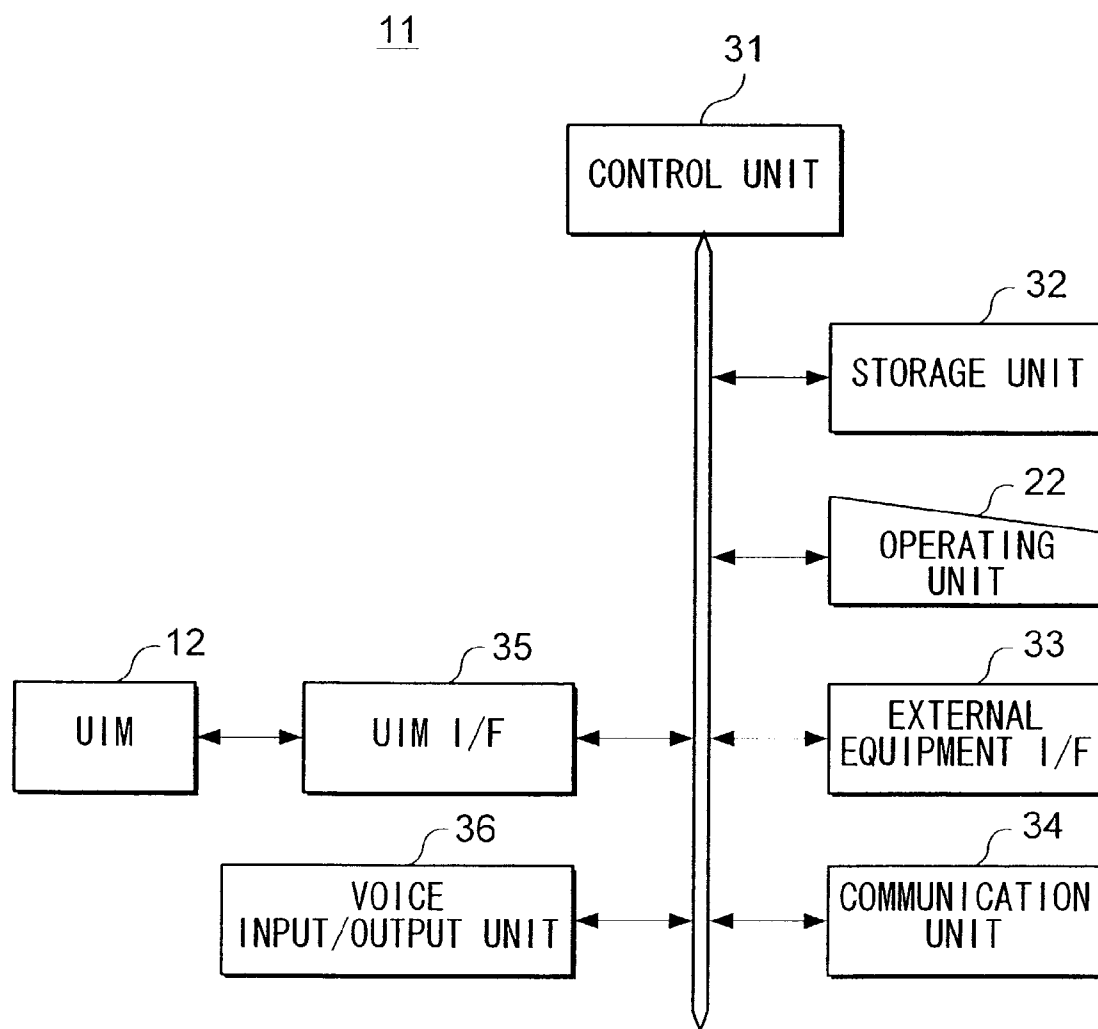 11
31
CONTROL UNIT
32
STORAGE UNIT
22
OPERATING
UNIT
12
UIM
35
UIM I/F
33
EXTERNAL
EQUIPMENT I/F
36
VOICE
INPUT/OUTPUT UNIT
34
COMMUNICATION
UNIT